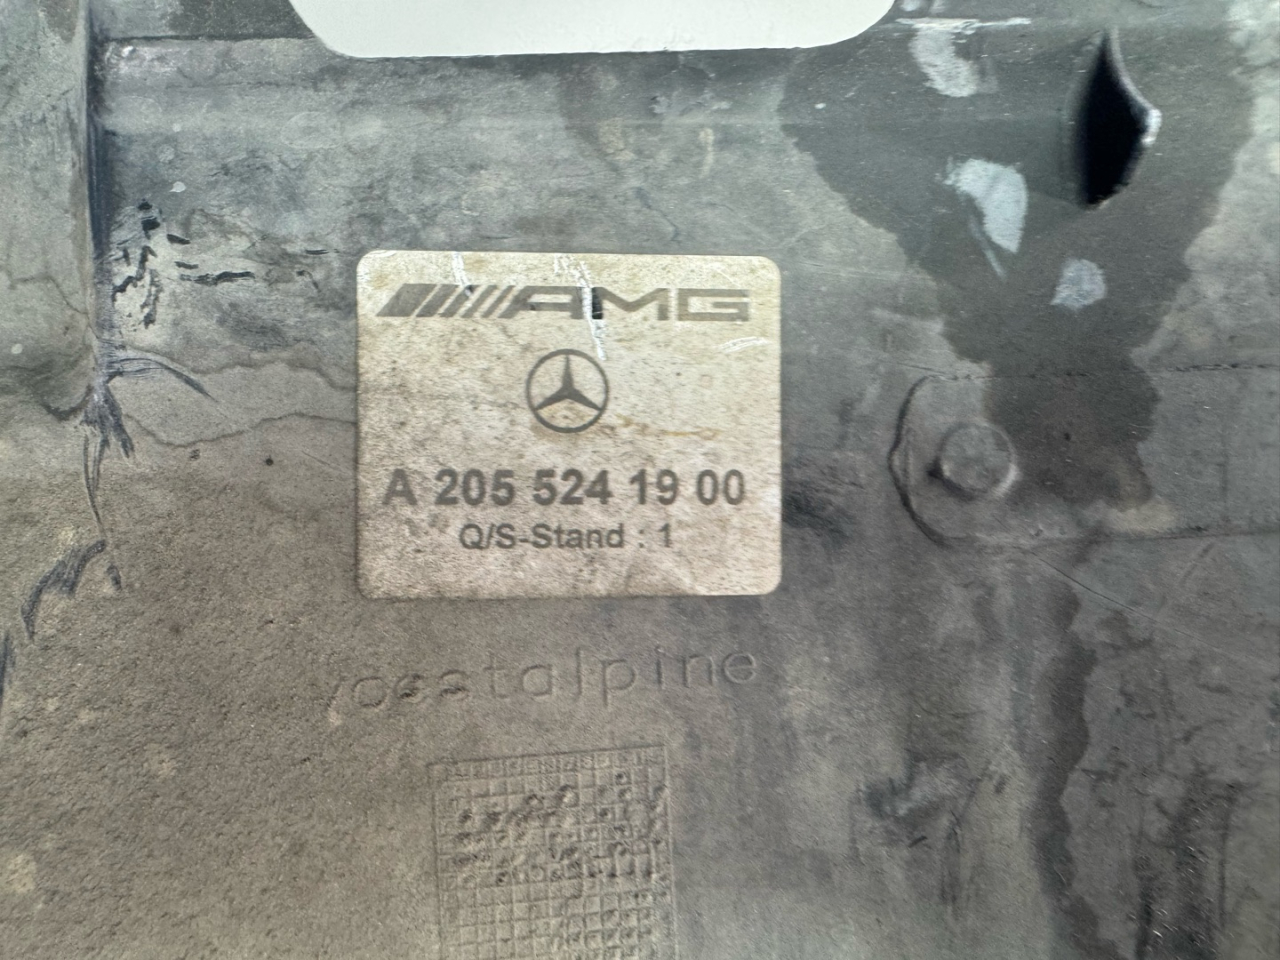 AMG
A 205 524 19 00
Q/S-Stand : 1
voestalpine